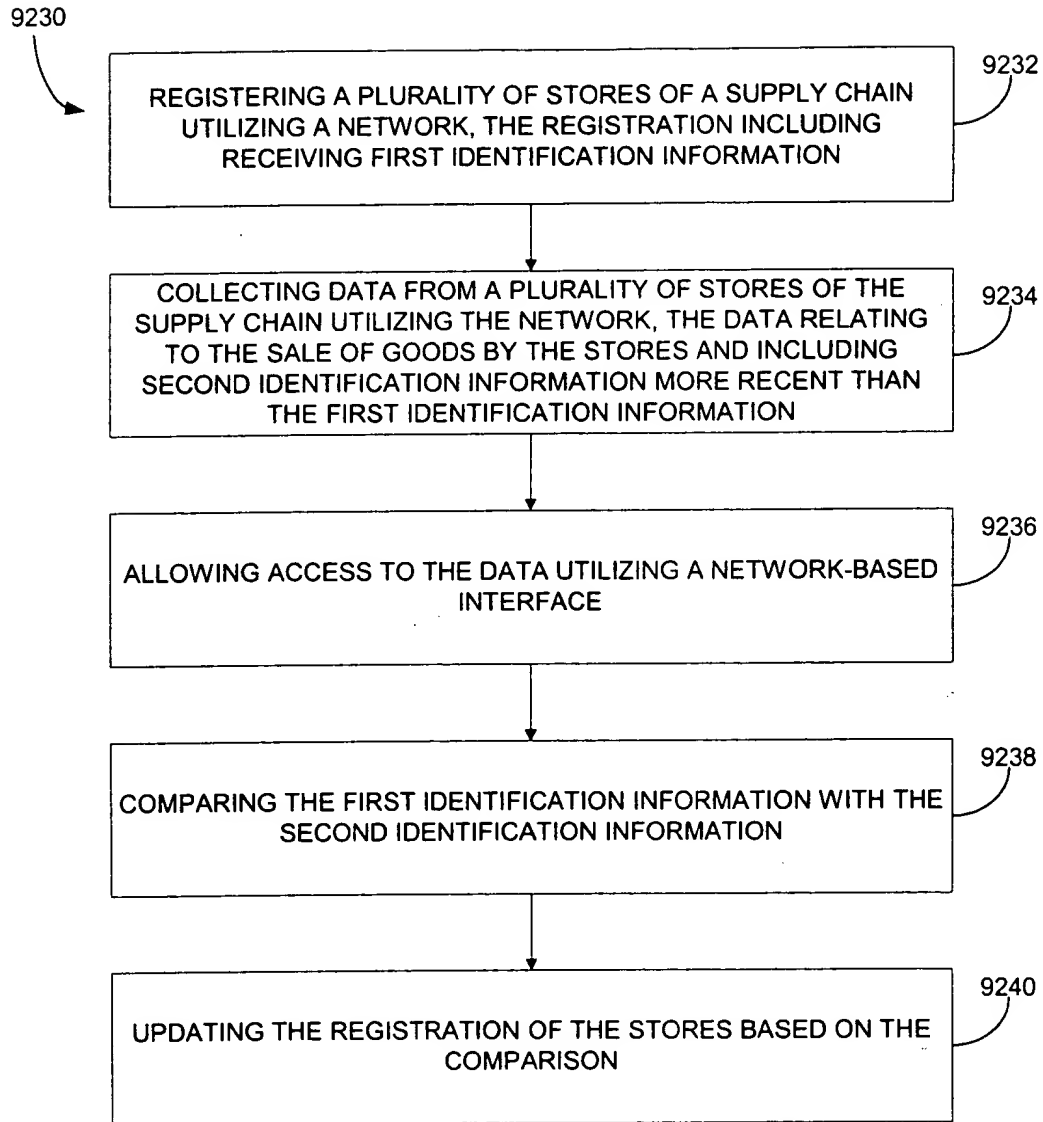 9230
9232
REGISTERING A PLURALITY OF STORES OF A SUPPLY CHAIN
UTILIZING A NETWORK, THE REGISTRATION INCLUDING
RECEIVING FIRST IDENTIFICATION INFORMATION
9234
COLLECTING DATA FROM A PLURALITY OF STORES OF THE
SUPPLY CHAIN UTILIZING THE NETWORK, THE DATA RELATING
TO THE SALE OF GOODS BY THE STORES AND INCLUDING
SECOND IDENTIFICATION INFORMATION MORE RECENT THAN
THE FIRST IDENTIFICATION INFORMATION
9236
ALLOWING ACCESS TO THE DATA UTILIZING A NETWORK-BASED
INTERFACE
9238
COMPARING THE FIRST IDENTIFICATION INFORMATION WITH THE
SECOND IDENTIFICATION INFORMATION
9240
UPDATING THE REGISTRATION OF THE STORES BASED ON THE
COMPARISON